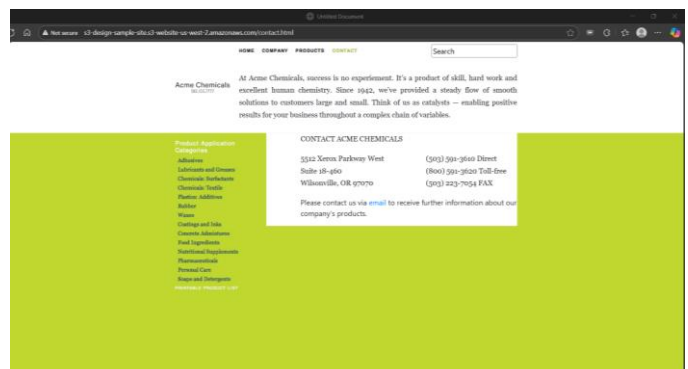 Untitled Document
Not secure s3-design-sample-site.s3-website-us-west-2.amazonaws.com/contact.html
HOME COMPANY PRODUCTS CONTACT
Search
Acme Chemicals
At Acme Chemicals, success is no experiement. It's a product of skill, hard work and
excellent human chemistry. Since 1942, we've provided a steady flow of smooth
solutions to customers large and small. Think of us as catalysts — enabling positive
results for your business throughout a complex chain of variables.
Product Application
Categories
Adhesives
Lubricants and Greases
Chemicals: Surfactants
Chemicals: Textile
Plastics: Additives
Rubber
Waxes
Coatings and Inks
Concrete Admixtures
Food Ingredients
Nutritional Supplements
Pharmaceuticals
Personal Care
Soaps and Detergents
PRINTABLE PRODUCT LIST
CONTACT ACME CHEMICALS
5512 Xerox Parkway West (503) 591-3610 Direct
Suite 18-460 (800) 591-3620 Toll-free
Wilsonville, OR 97070 (503) 223-7054 FAX
Please contact us via email to receive further information about our
company's products.